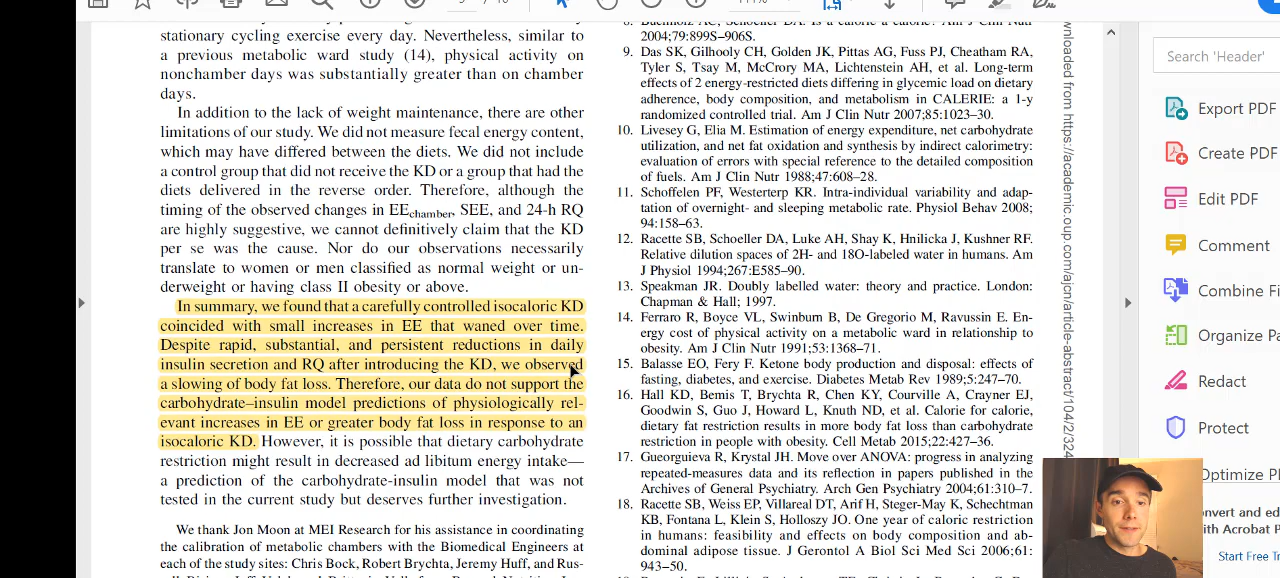 stationary cycling exercise every day. Nevertheless, similar to
a previous metabolic ward study (14), physical activity on
nonchamber days was substantially greater than on chamber
days.
In addition to the lack of weight maintenance, there are other
limitations of our study. We did not measure fecal energy content,
which may have differed between the diets. We did not include
a control group that did not receive the KD or a group that had the
diets delivered in the reverse order. Therefore, although the
timing of the observed changes in EEchamber, SEE, and 24-h RQ
are highly suggestive, we cannot definitively claim that the KD
per se was the cause. Nor do our observations necessarily
translate to women or men classified as normal weight or un-
derweight or having class II obesity or above.
In summary, we found that a carefully controlled isocaloric KD
coincided with small increases in EE that waned over time.
Despite rapid, substantial, and persistent reductions in daily
insulin secretion and RQ after introducing the KD, we observed
a slowing of body fat loss. Therefore, our data do not support the
carbohydrate–insulin model predictions of physiologically rel-
evant increases in EE or greater body fat loss in response to an
isocaloric KD. However, it is possible that dietary carbohydrate
restriction might result in decreased ad libitum energy intake—
a prediction of the carbohydrate-insulin model that was not
tested in the current study but deserves further investigation.
We thank Jon Moon at MEI Research for his assistance in coordinating
the calibration of metabolic chambers with the Biomedical Engineers at
each of the study sites: Chris Bock, Robert Brychta, Jeremy Huff, and Rus-
2004;79:899S–906S.
9. Das SK, Gilhooly CH, Golden JK, Pittas AG, Fuss PJ, Cheatham RA,
Tyler S, Tsay M, McCrory MA, Lichtenstein AH, et al. Long-term
effects of 2 energy-restricted diets differing in glycemic load on dietary
adherence, body composition, and metabolism in CALERIE: a 1-y
randomized controlled trial. Am J Clin Nutr 2007;85:1023–30.
10. Livesey G, Elia M. Estimation of energy expenditure, net carbohydrate
utilization, and net fat oxidation and synthesis by indirect calorimetry:
evaluation of errors with special reference to the detailed composition
of fuels. Am J Clin Nutr 1988;47:608–28.
11. Schoffelen PF, Westerterp KR. Intra-individual variability and adap-
tation of overnight- and sleeping metabolic rate. Physiol Behav 2008;
94:158–63.
12. Racette SB, Schoeller DA, Luke AH, Shay K, Hnilicka J, Kushner RF.
Relative dilution spaces of 2H- and 18O-labeled water in humans. Am
J Physiol 1994;267:E585–90.
13. Speakman JR. Doubly labelled water: theory and practice. London:
Chapman & Hall; 1997.
14. Ferraro R, Boyce VL, Swinburn B, De Gregorio M, Ravussin E. En-
ergy cost of physical activity on a metabolic ward in relationship to
obesity. Am J Clin Nutr 1991;53:1368–71.
15. Balasse EO, Fery F. Ketone body production and disposal: effects of
fasting, diabetes, and exercise. Diabetes Metab Rev 1989;5:247–70.
16. Hall KD, Bemis T, Brychta R, Chen KY, Courville A, Crayner EJ,
Goodwin S, Guo J, Howard L, Knuth ND, et al. Calorie for calorie,
dietary fat restriction results in more body fat loss than carbohydrate
restriction in people with obesity. Cell Metab 2015;22:427–36.
17. Gueorguieva R, Krystal JH. Move over ANOVA: progress in analyzing
repeated-measures data and its reflection in papers published in the
Archives of General Psychiatry. Arch Gen Psychiatry 2004;61:310–7.
18. Racette SB, Weiss EP, Villareal DT, Arif H, Steger-May K, Schechtman
KB, Fontana L, Klein S, Holloszy JO. One year of caloric restriction
in humans: feasibility and effects on body composition and ab-
dominal adipose tissue. J Gerontol A Biol Sci Med Sci 2006;61:
943–50.
wnloaded from https://academic.oup.com/ajcn/article-abstract/104/2/324
Search 'Header'
Export PDF
Create PDF
Edit PDF
Comment
Combine Fi
Organize Pa
Redact
Protect
Optimize PD
nvert and ed
ith Acrobat P
Start Free Tr